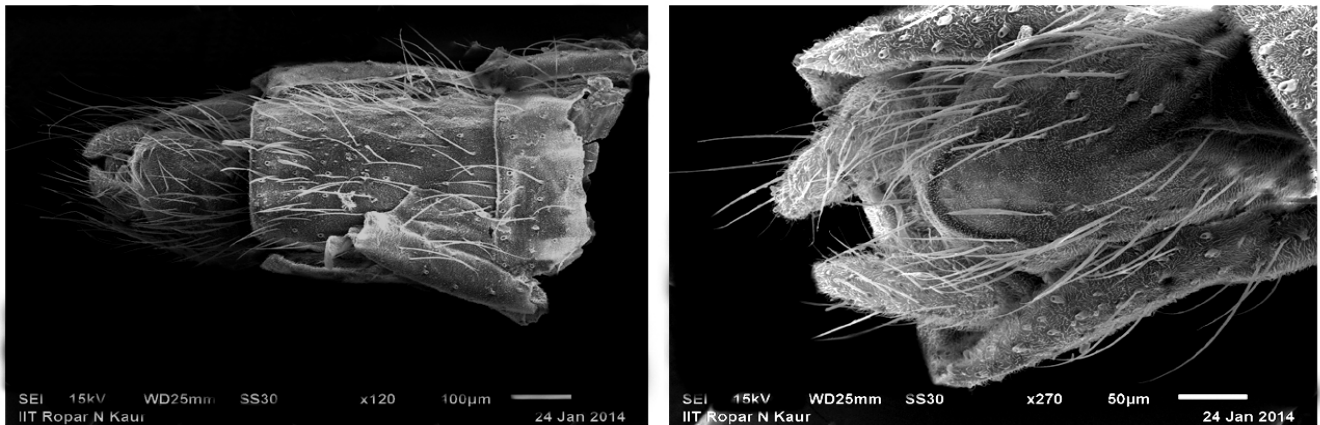 SEI 15kV WD25mm SS30 x120 100µm
IIT Ropar N Kaur 24 Jan 2014
SEI 15kV WD25mm SS30 x270 50µm
IIT Ropar N Kaur 24 Jan 2014